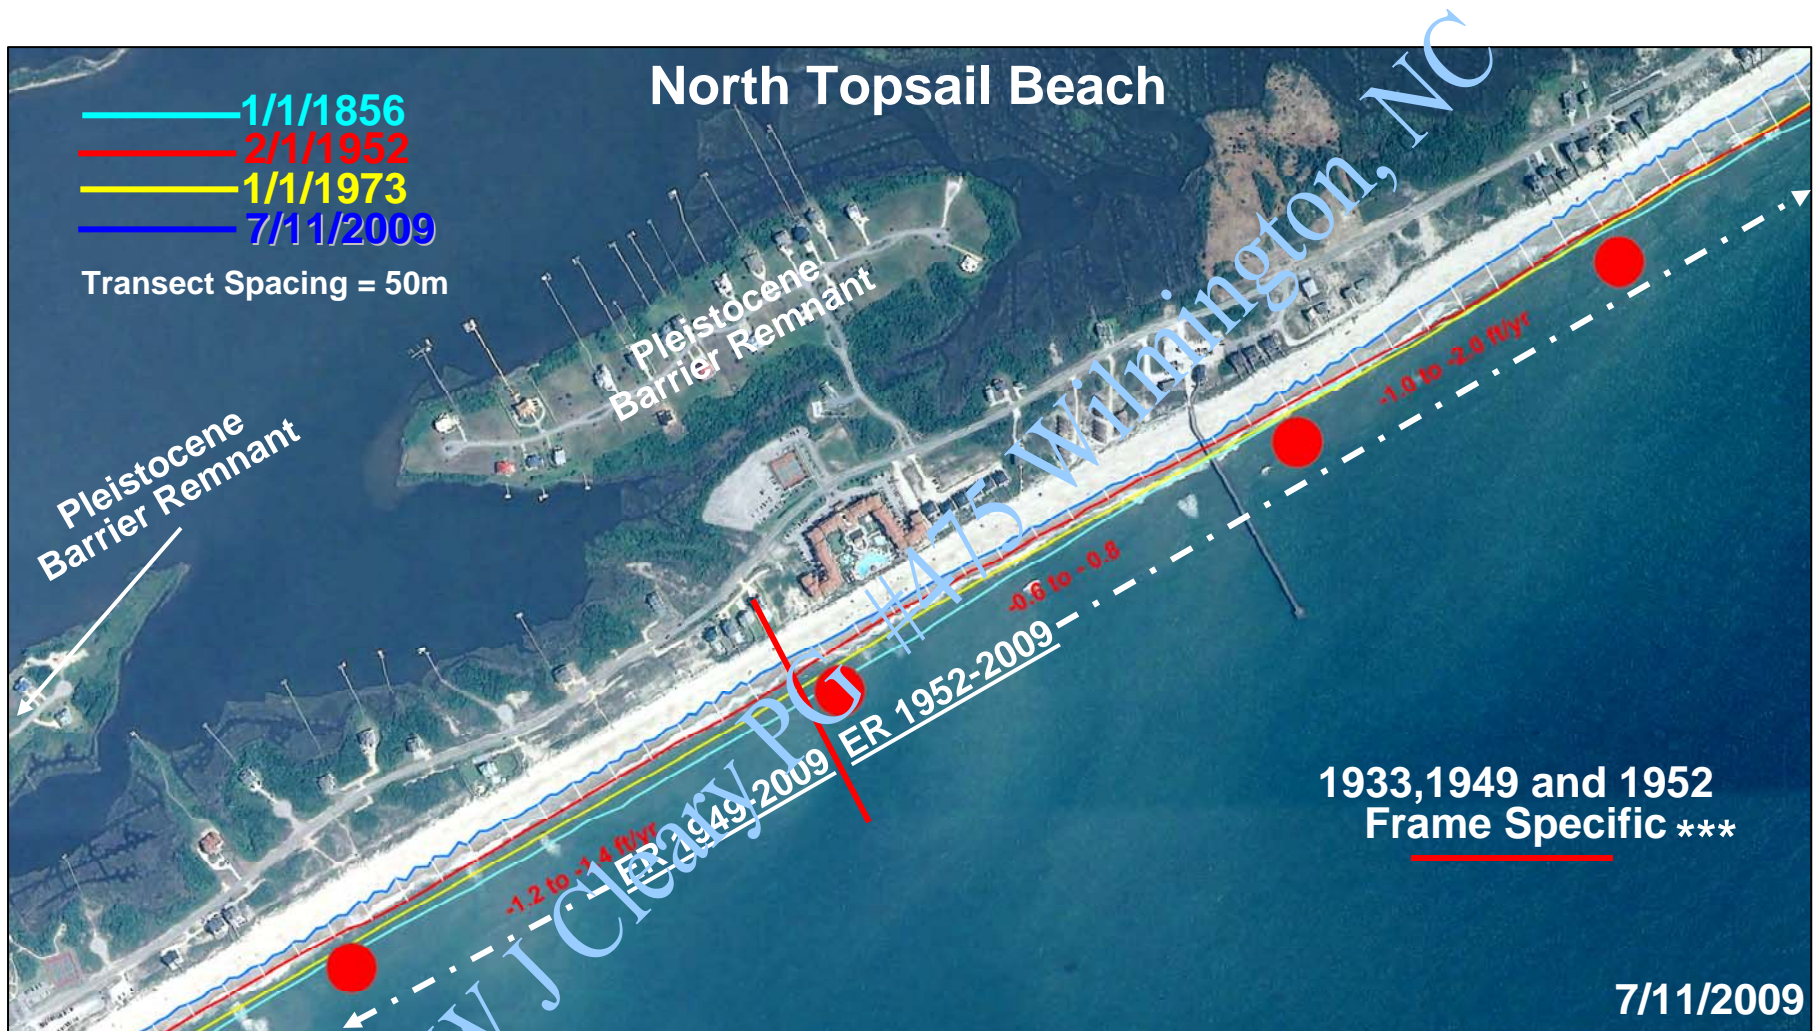 North Topsail Beach
1/1/1856
2/1/1952
1/1/1973
7/11/2009
Transect Spacing = 50m
Pleistocene
Barrier Remnant
Pleistocene
Barrier Remnant
-1.0 to -2.0 ft/yr
-0.6 to - 0.8
-1.2 to -1.4 ft/yr
ER 1949-2009
ER 1952-2009
W J Cleary PG #475 Wilmington, NC
1933,1949 and 1952
Frame Specific ***
7/11/2009